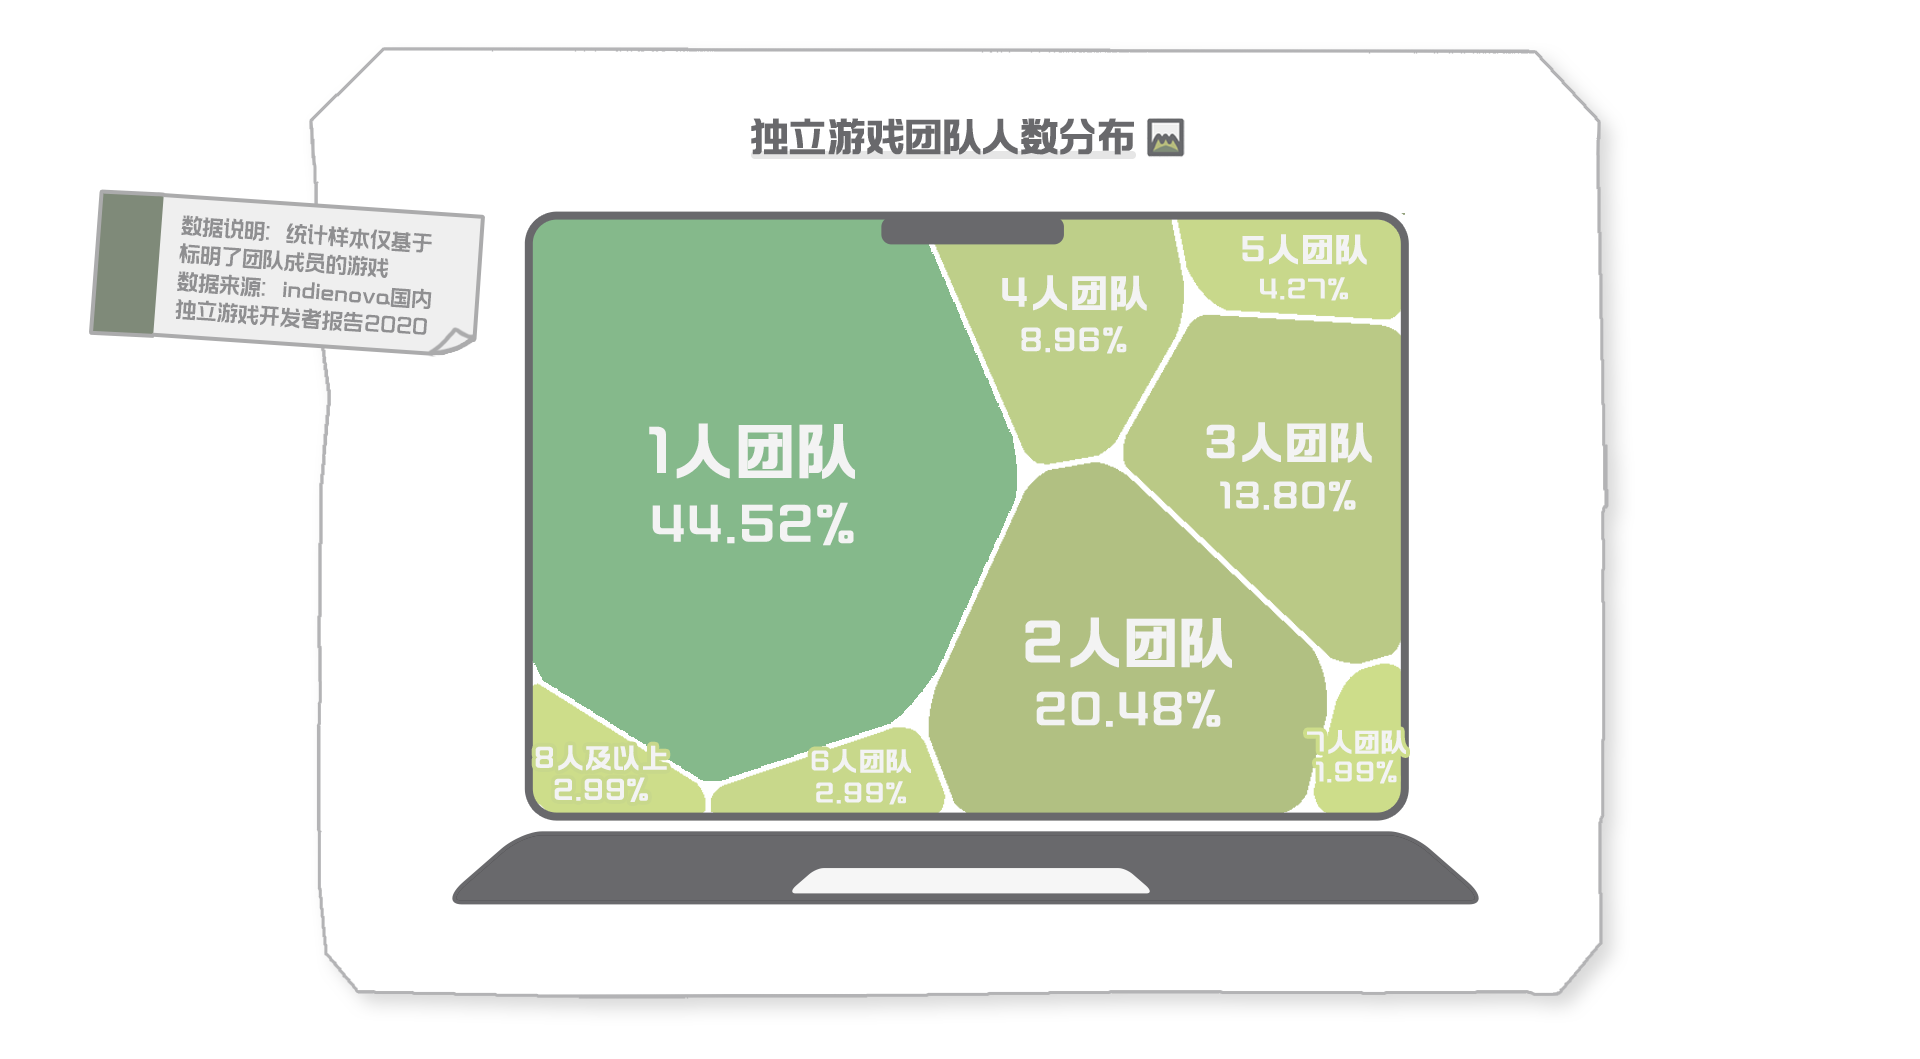 独立游戏团队人数分布
数据说明：统计样本仅基于
标明了团队成员的游戏
数据来源：indienova国内
独立游戏开发者报告2020
1人团队
44.52%
4人团队
8.96%
5人团队
4.27%
3人团队
13.80%
2人团队
20.48%
8人及以上
2.99%
6人团队
2.99%
7人团队
1.99%